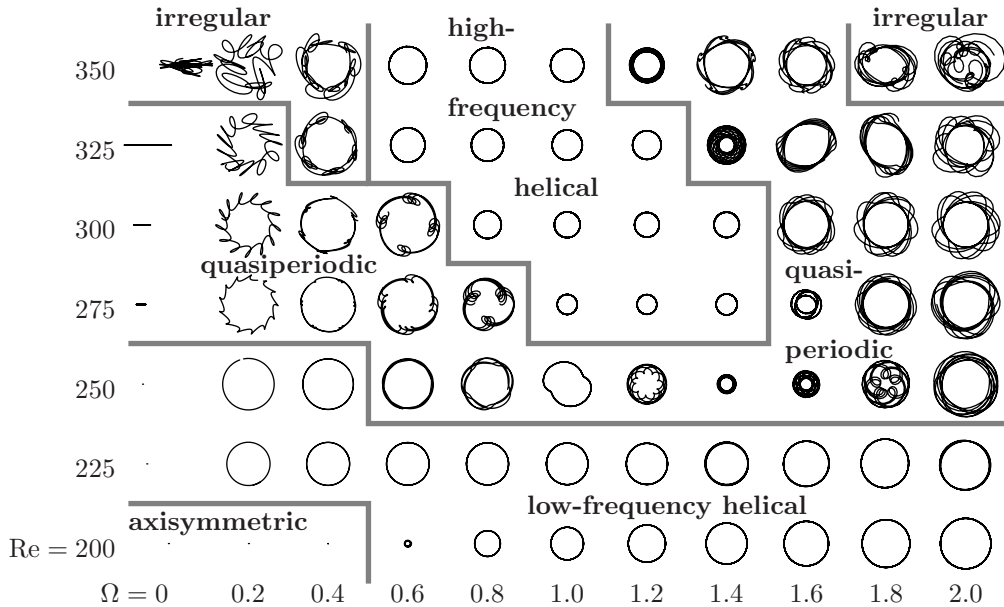 irregular high- irregular
350
frequency
325
helical
300
quasiperiodic quasi-
275
periodic
250
225
low-frequency helical
axisymmetric
Re = 200
Ω = 0 0.2 0.4 0.6 0.8 1.0 1.2 1.4 1.6 1.8 2.0